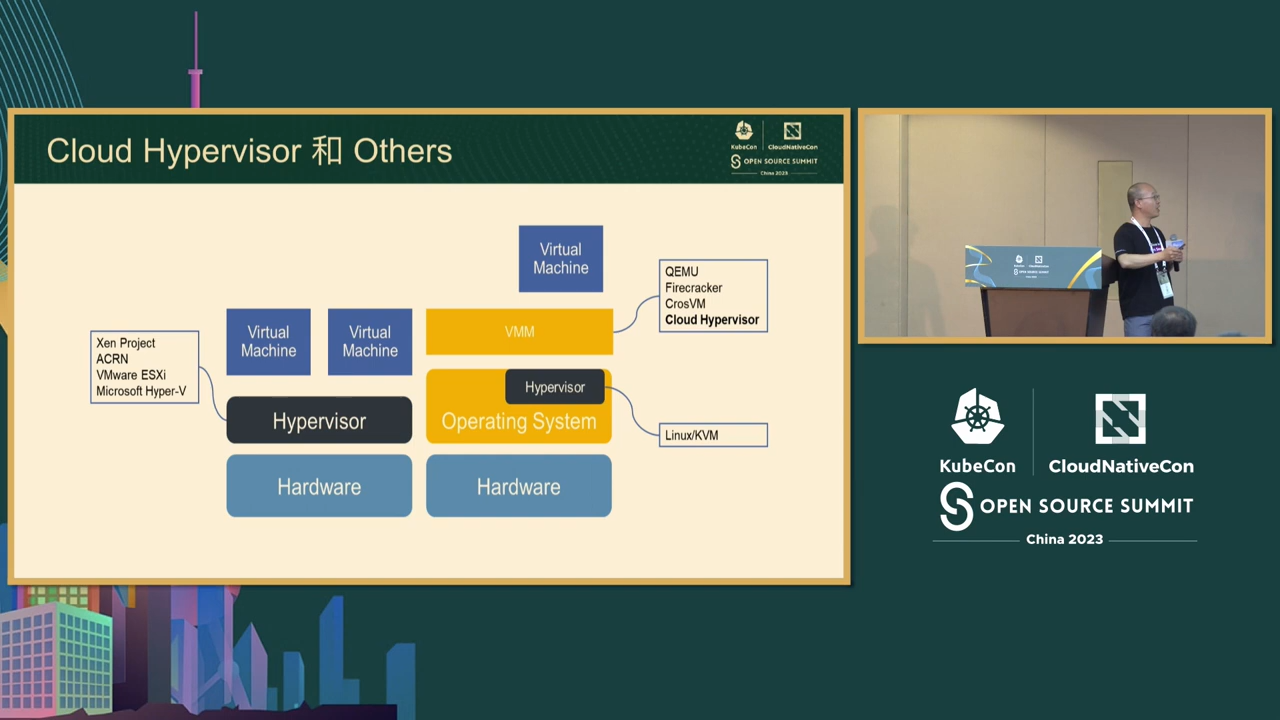 Cloud Hypervisor 和 Others
KubeCon
CloudNativeCon
OPEN SOURCE SUMMIT
China 2023
Virtual
Machine
QEMU
Firecracker
CrosVM
Cloud Hypervisor
Xen Project
ACRN
VMware ESXi
Microsoft Hyper-V
Virtual
Machine
Virtual
Machine
VMM
Hypervisor
Hypervisor
Operating System
Linux/KVM
Hardware
Hardware
KubeCon
CloudNativeCon
OPEN SOURCE SUMMIT
China 2023